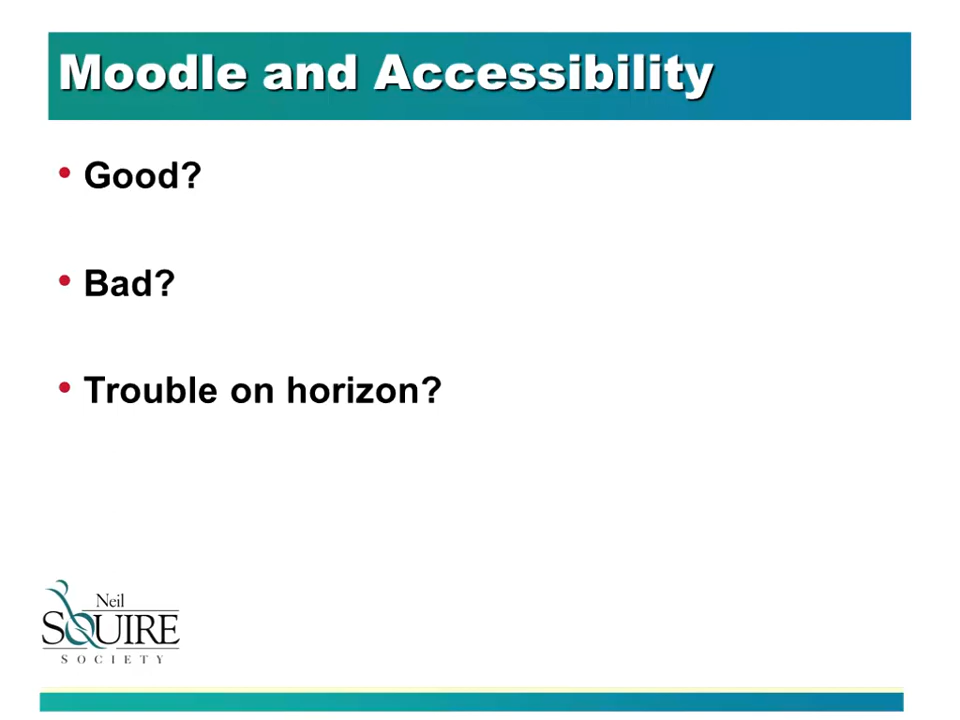 Moodle and Accessibility
• Good?
• Bad?
• Trouble on horizon?
Neil
SQUIRE
SOCIETY